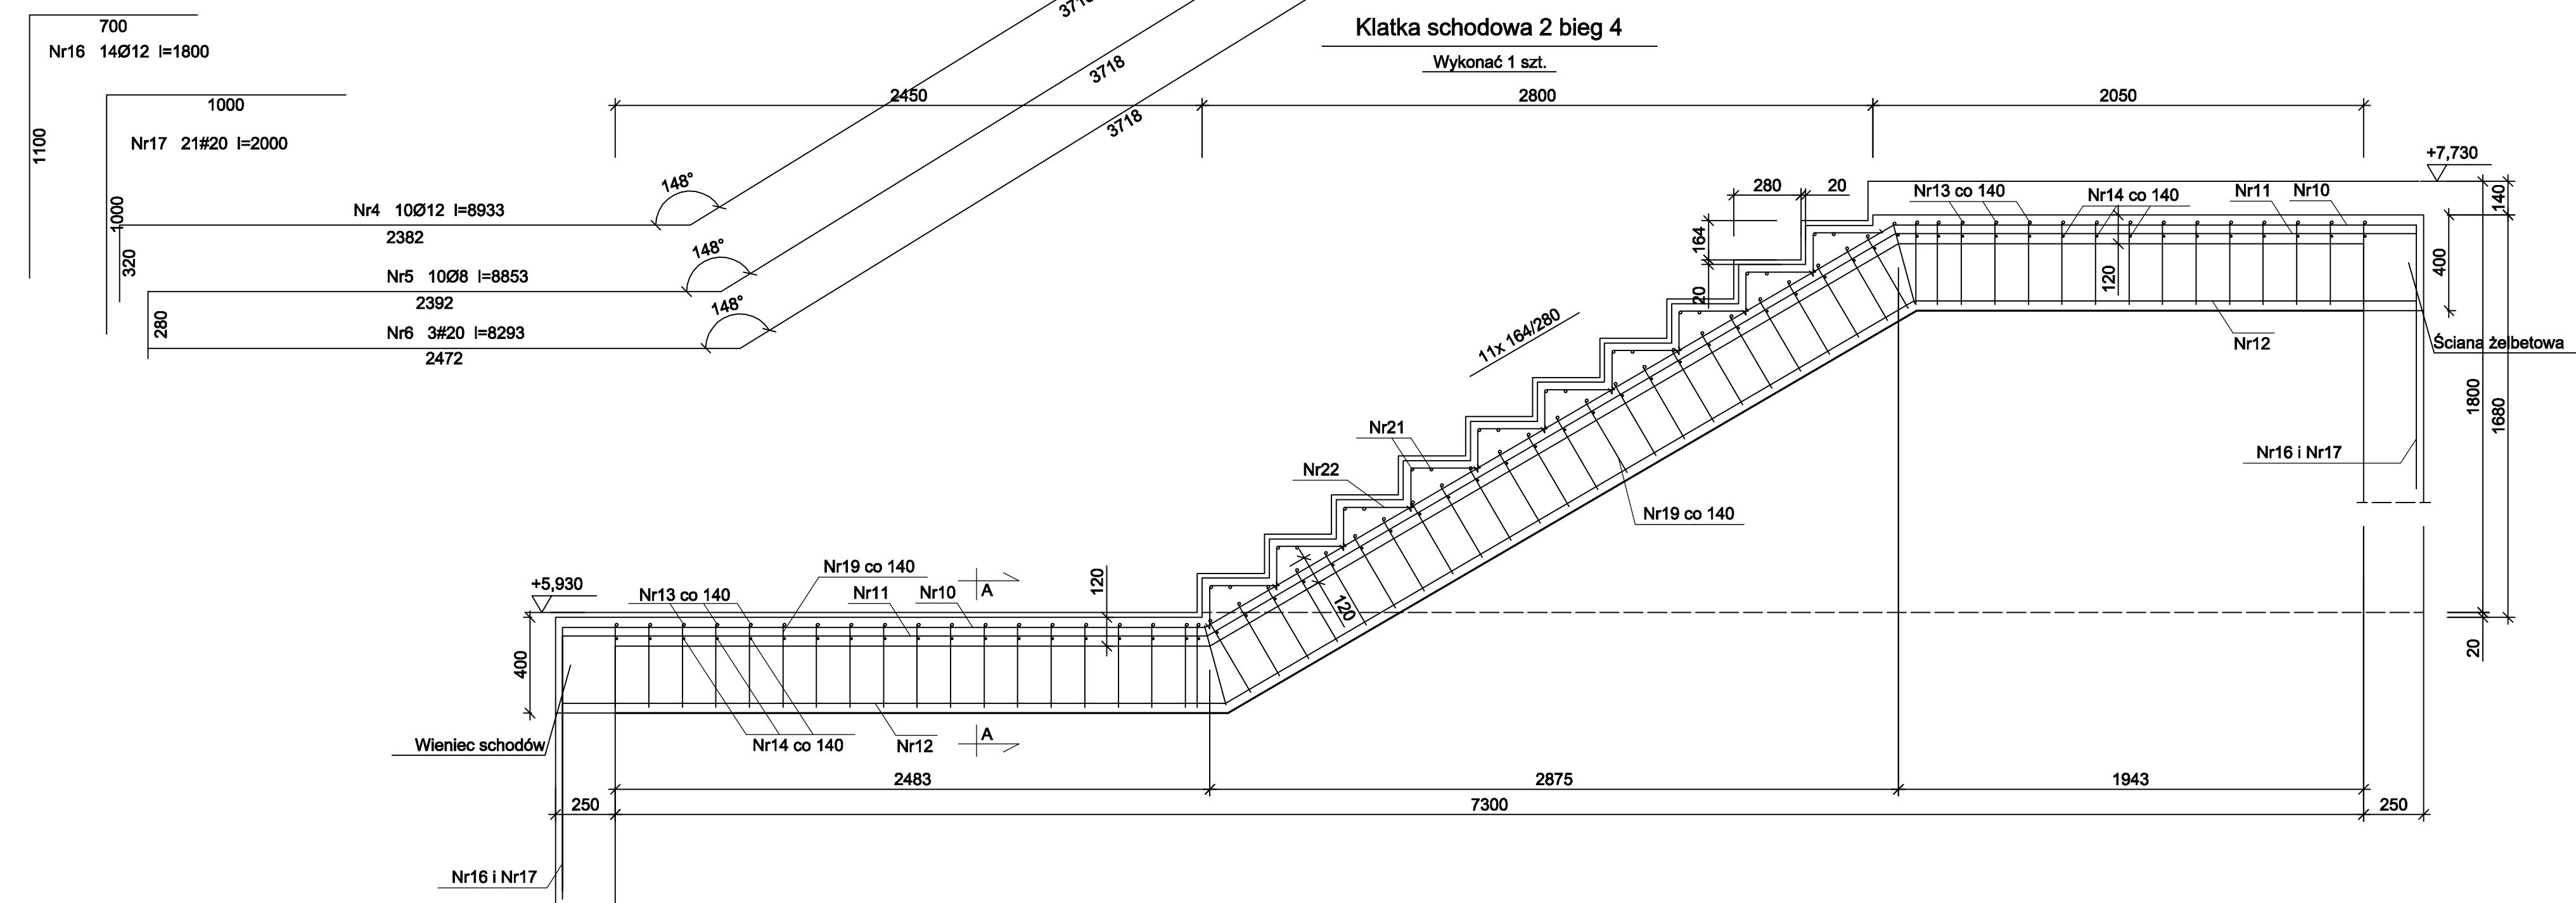 700
Nr16 14Ø12 l=1800
1100
1000
Nr17 21#20 l=2000
1000
3718
3718
Klatka schodowa 2 bieg 4
Wykonać 1 szt.
2450
2800
2050
148°
Nr4 10Ø12 l=8933
2382
320
148°
Nr5 10Ø8 l=8853
2392
280
148°
Nr6 3#20 l=8293
2472
+7,730
280
20
164
20
Nr13 co 140
Nr14 co 140
Nr11
Nr10
140
400
120
Nr12
Ściana żelbetowa
1800
1680
20
11x 164/280
Nr21
Nr22
Nr19 co 140
Nr16 i Nr17
120
+5,930
Nr13 co 140
Nr19 co 140
Nr11
Nr10
A
120
400
Wieniec schodów
Nr14 co 140
Nr12
A
2483
2875
1943
250
7300
250
Nr16 i Nr17